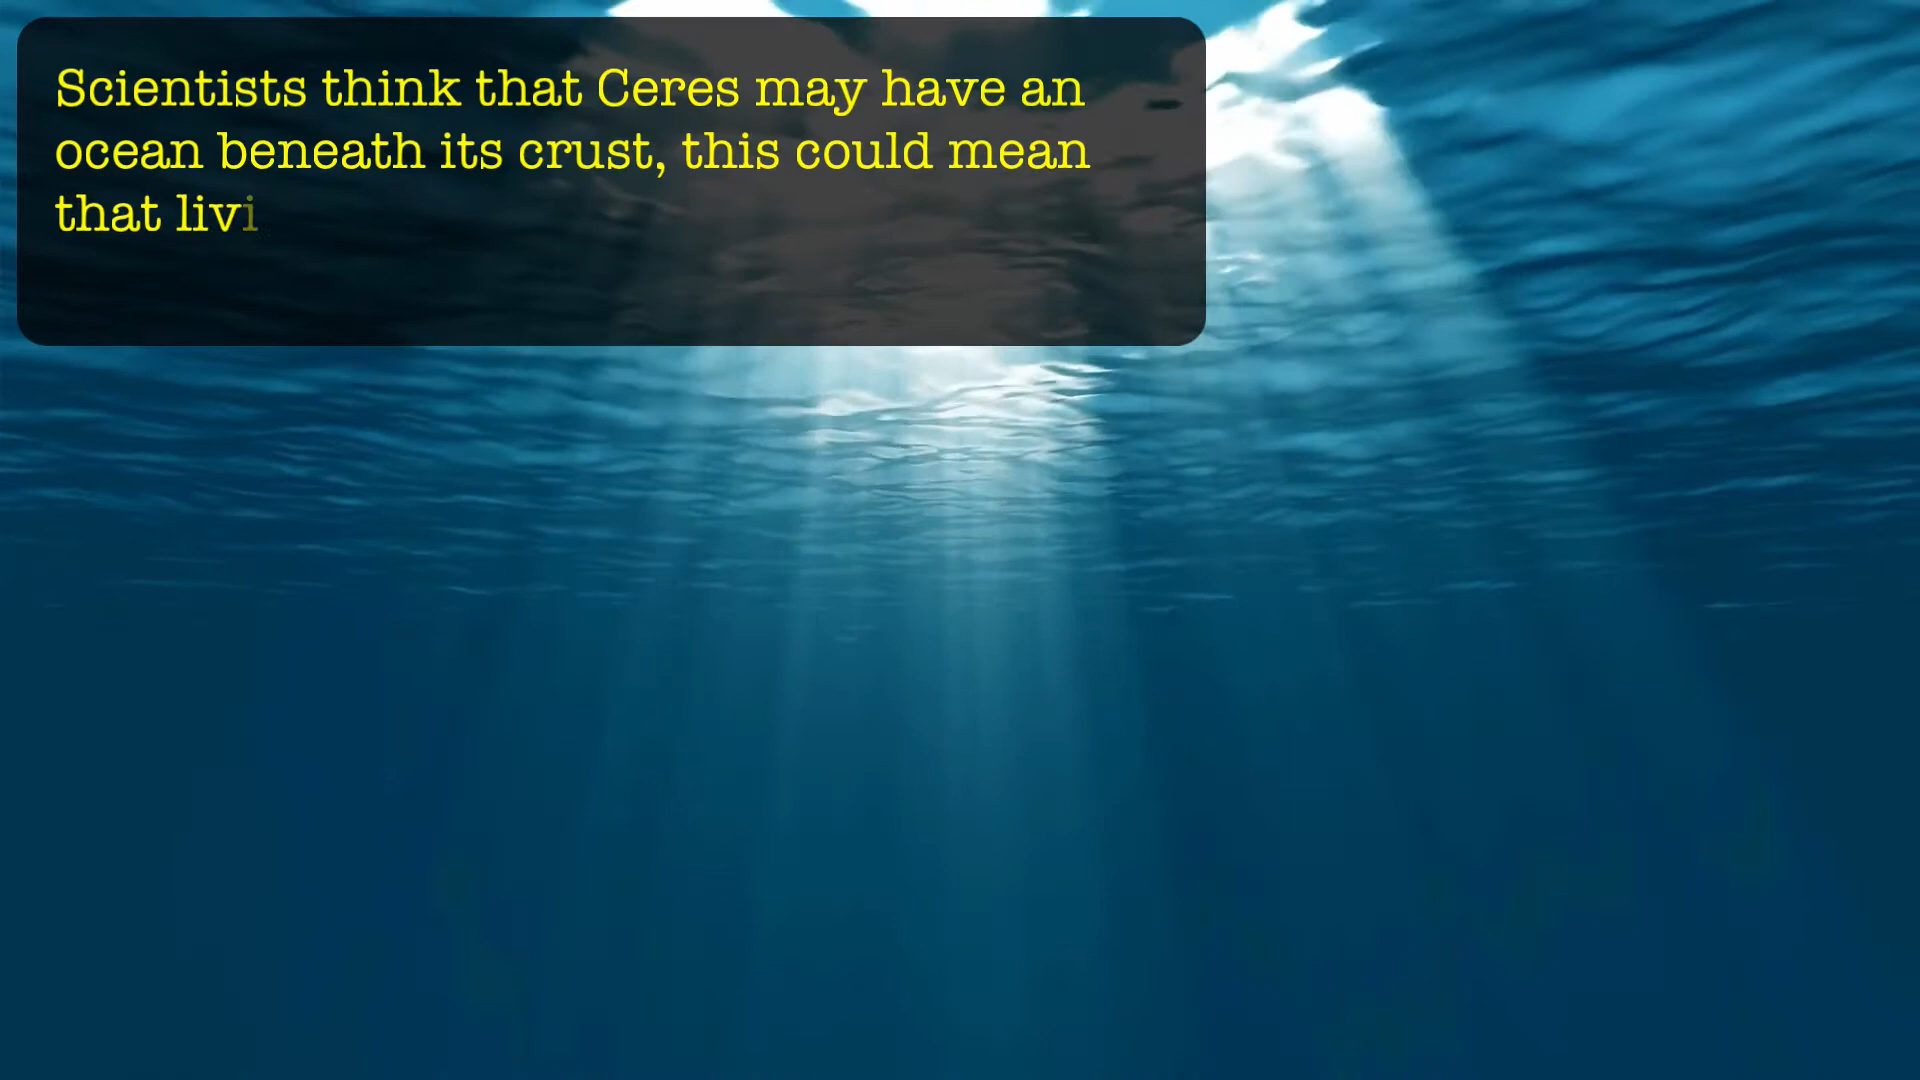 Scientists think that Ceres may have an
ocean beneath its crust, this could mean
that livi